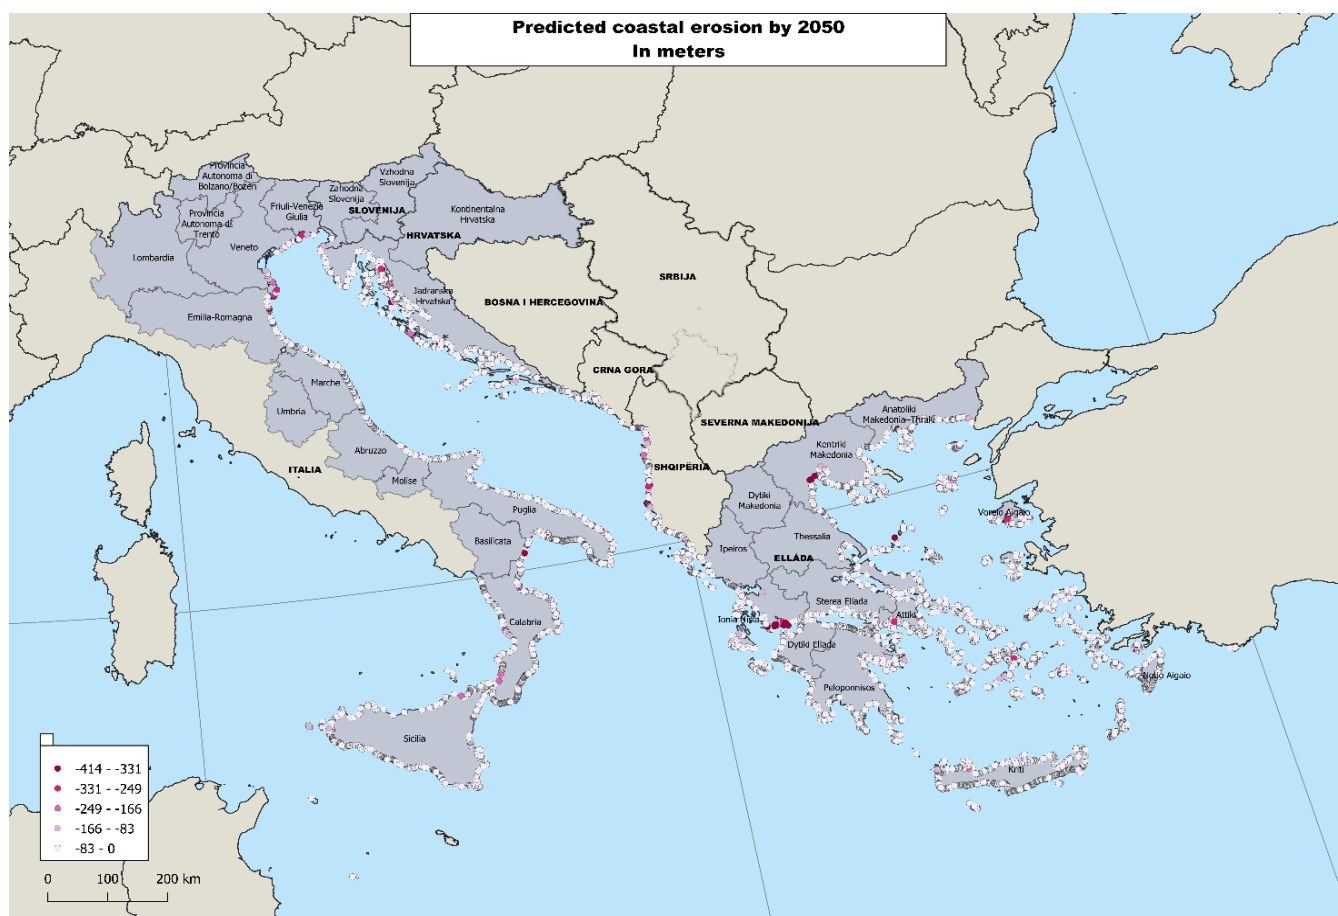 Predicted coastal erosion by 2050
In meters
Provincia
Autonoma di
Bolzano/Bozen
Vzhodna
Slovenija
Zahodna
Slovenija
Friuli-Venezia
Giulia
SLOVENIJA
Provincia
Autonoma di
Trento
Kontinentalna
Hrvatska
HRVATSKA
Veneto
Lombardia
SRBIJA
Jadranska
Hrvatska
BOSNA I HERCEGOVINA
Emilia-Romagna
CRNA GORA
Marche
Umbria
Anatoliki
Makedonia-Thraki
SEVERNA MAKEDONIJA
Abruzzo
Kentriki
Makedonia
ITALIA
SHQIPËRIA
Molise
Dytiki
Makedonia
Puglia
Voreio Aigaio
Basilicata
Thessalia
Ipeiros
ELLÁDA
Sterea Ellada
Attiki
Ionia Nisia
Calabria
Dytiki Ellada
Notio Aigaio
Peloponnisos
Sicilia
Kriti
-414 - -331
-331 - -249
-249 - -166
-166 - -83
-83 - 0
0 100 200 km